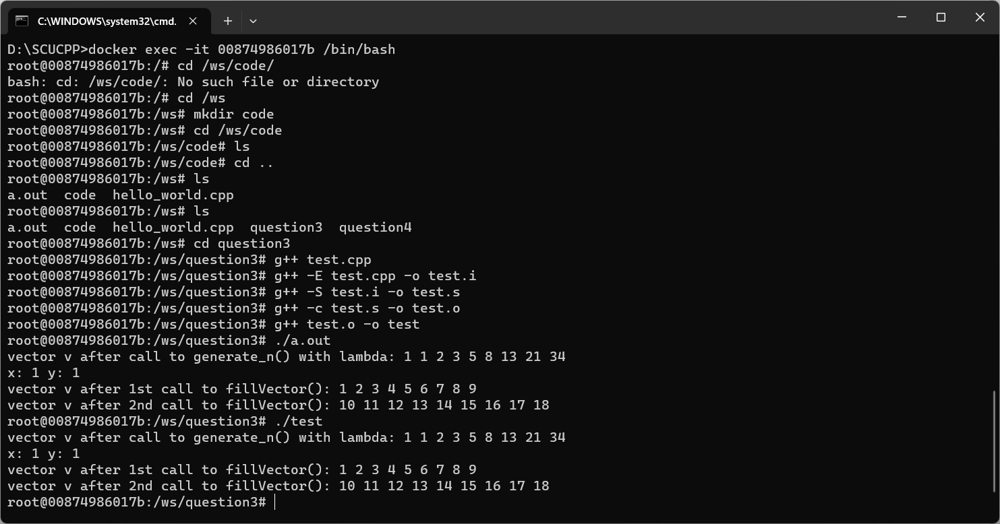 C:\WINDOWS\system32\cmd.
D:\SCUCPP>docker exec -it 00874986017b /bin/bash
root@00874986017b:/# cd /ws/code/
bash: cd: /ws/code/: No such file or directory
root@00874986017b:/# cd /ws
root@00874986017b:/ws# mkdir code
root@00874986017b:/ws# cd /ws/code
root@00874986017b:/ws/code# ls
root@00874986017b:/ws/code# cd ..
root@00874986017b:/ws# ls
a.out  code  hello_world.cpp
root@00874986017b:/ws# ls
a.out  code  hello_world.cpp  question3  question4
root@00874986017b:/ws# cd question3
root@00874986017b:/ws/question3# g++ test.cpp
root@00874986017b:/ws/question3# g++ -E test.cpp -o test.i
root@00874986017b:/ws/question3# g++ -S test.i -o test.s
root@00874986017b:/ws/question3# g++ -c test.s -o test.o
root@00874986017b:/ws/question3# g++ test.o -o test
root@00874986017b:/ws/question3# ./a.out
vector v after call to generate_n() with lambda: 1 1 2 3 5 8 13 21 34
x: 1 y: 1
vector v after 1st call to fillVector(): 1 2 3 4 5 6 7 8 9
vector v after 2nd call to fillVector(): 10 11 12 13 14 15 16 17 18
root@00874986017b:/ws/question3# ./test
vector v after call to generate_n() with lambda: 1 1 2 3 5 8 13 21 34
x: 1 y: 1
vector v after 1st call to fillVector(): 1 2 3 4 5 6 7 8 9
vector v after 2nd call to fillVector(): 10 11 12 13 14 15 16 17 18
root@00874986017b:/ws/question3#